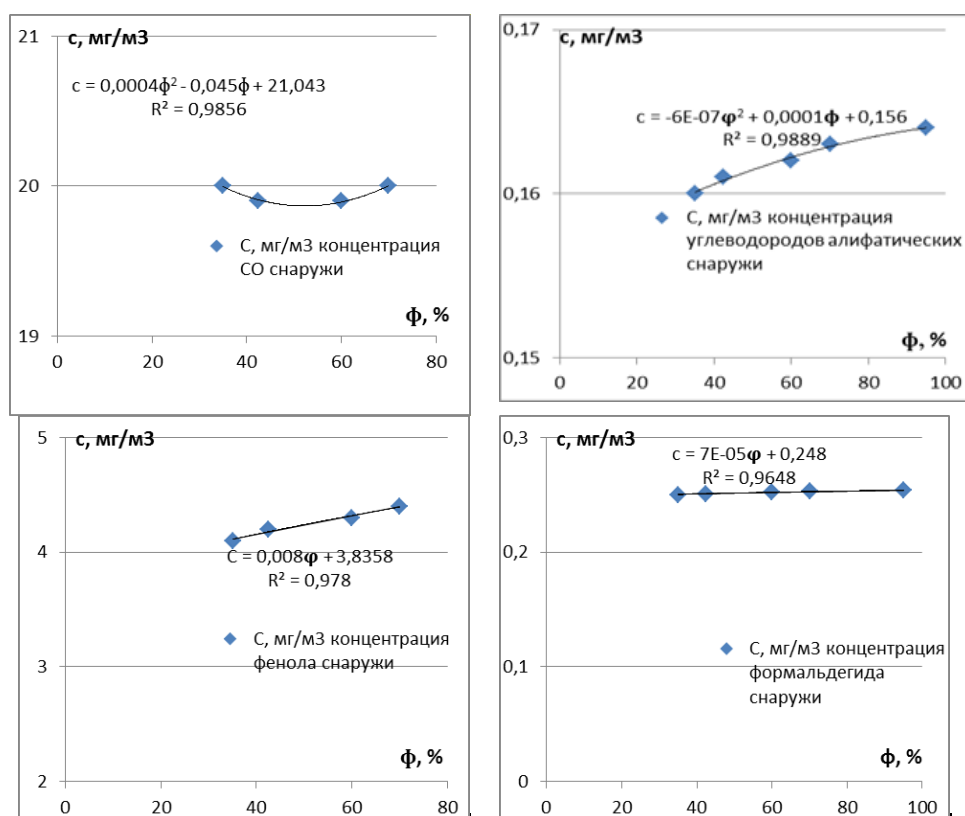 с, мг/м3
21
20
19
c = 0,0004ϕ² - 0,045ϕ + 21,043
R² = 0,9856
С, мг/м3 концентрация
СО снаружи
ϕ, %
0 20 40 60 80
с, мг/м3
0,17
0,16
0,15
c = -6E-07φ² + 0,0001ϕ + 0,156
R² = 0,9889
С, мг/м3 концентрация
углеводородов алифатических
снаружи
ϕ, %
0 20 40 60 80 100
с, мг/м3
5
4
3
2
C = 0,008φ + 3,8358
R² = 0,978
С, мг/м3 концентрация
фенола снаружи
ϕ, %
0 20 40 60 80
с, мг/м3
0,3
0,2
0,1
0
c = 7E-05φ + 0,248
R² = 0,9648
С, мг/м3 концентрация
формальдегида
снаружи
ϕ, %
0 20 40 60 80 100